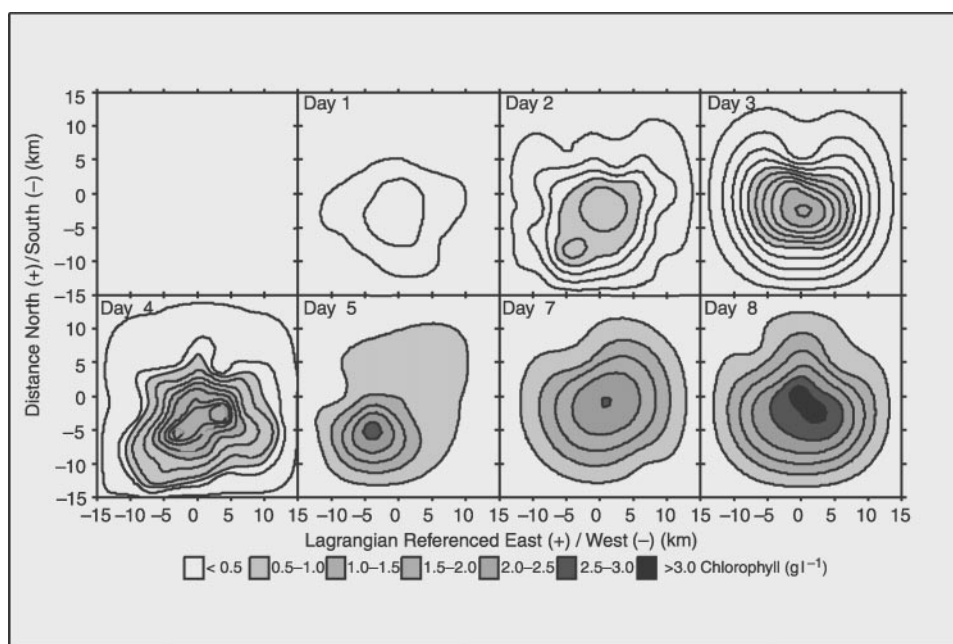 15 Day 1 Day 2 Day 3
10
5
0
−5
−10
−15
Day 4 Day 5 Day 7 Day 8
10
5
0
−5
−10
−15
−15 −10 −5 0 5 10 −15 −10 −5 0 5 10 −15 −10 −5 0 5 10 −15 −10 −5 0 5 10 15
Distance North (+)/South (−) (km)
Lagrangian Referenced East (+) / West (−) (km)
< 0.5 0.5–1.0 1.0–1.5 1.5–2.0 2.0–2.5 2.5–3.0 >3.0 Chlorophyll (g l⁻¹)